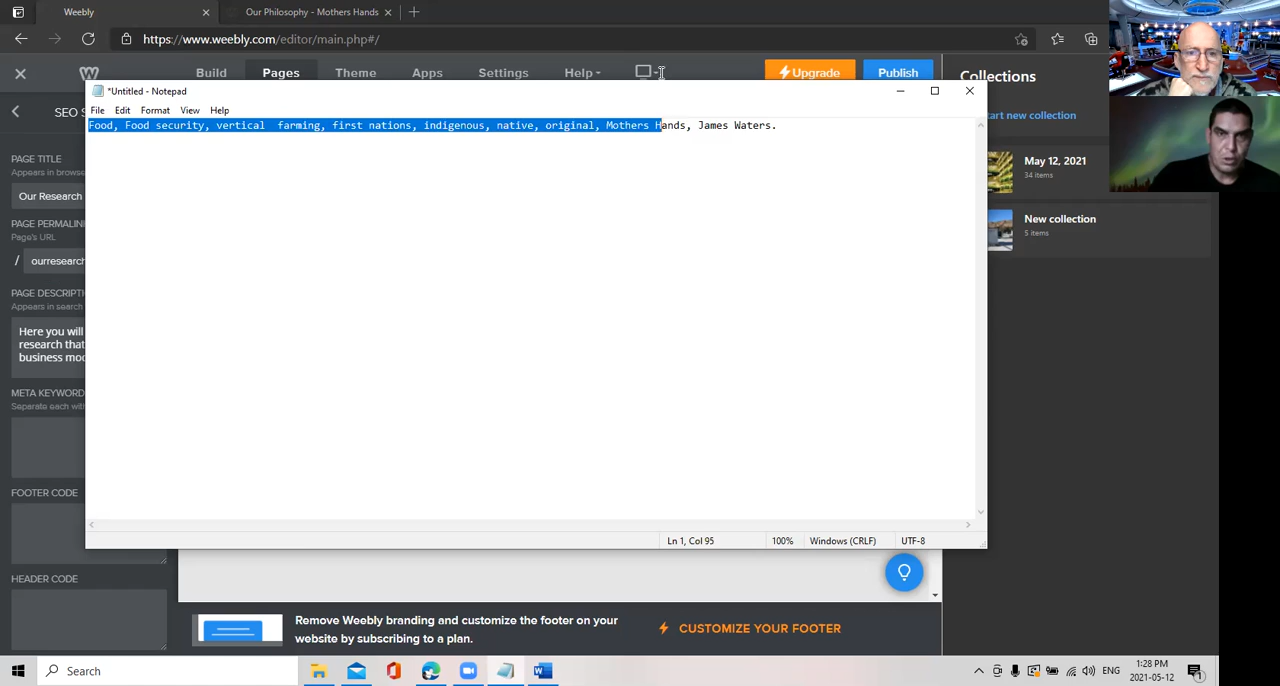 Weebly
Our Philosophy - Mothers Hands
https://www.weebly.com/editor/main.php#/
Build
Pages
Theme
Apps
Settings
Help
Upgrade
Publish
Collections
tart new collection
May 12, 2021
34 items
New collection
5 items
*Untitled - Notepad
File Edit Format View Help
Food, Food security, vertical  farming, first nations, indigenous, native, original, Mothers Hands, James Waters.
Ln 1, Col 95
100%
Windows (CRLF)
UTF-8
SEO S
PAGE TITLE
Appears in brows
Our Research
PAGE PERMALIN
Page's URL
/ ourresearch
PAGE DESCRIPTI
Appears in search
Here you will
research that
business mod
META KEYWORD
Separate each with
FOOTER CODE
HEADER CODE
Remove Weebly branding and customize the footer on your
website by subscribing to a plan.
CUSTOMIZE YOUR FOOTER
Search
ENG
1:28 PM
2021-05-12
1